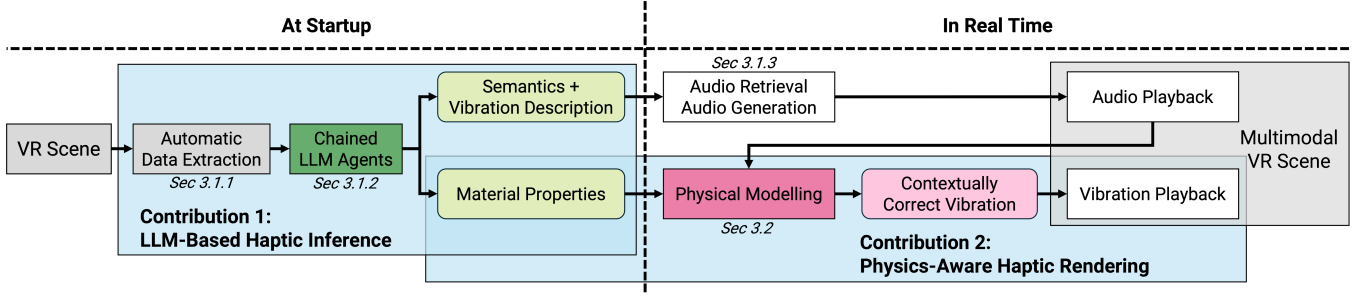 At Startup
In Real Time
Sec 3.1.3
Semantics +
Vibration Description
Audio Retrieval
Audio Generation
Audio Playback
VR Scene
Automatic
Data Extraction
Sec 3.1.1
Chained
LLM Agents
Sec 3.1.2
Multimodal
VR Scene
Material Properties
Physical Modelling
Sec 3.2
Contextually
Correct Vibration
Vibration Playback
Contribution 1:
LLM-Based Haptic Inference
Contribution 2:
Physics-Aware Haptic Rendering